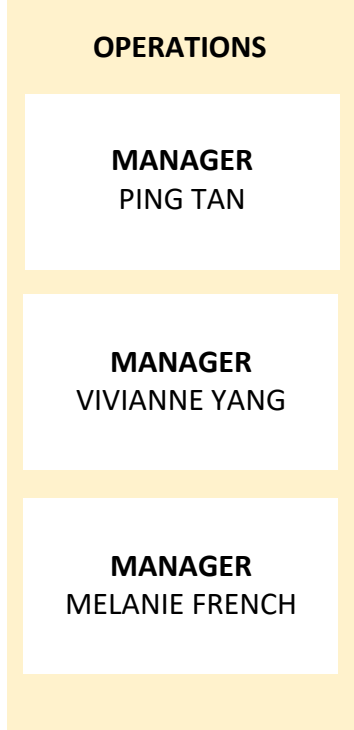 OPERATIONS
MANAGER
PING TAN
MANAGER
VIVIANNE YANG
MANAGER
MELANIE FRENCH